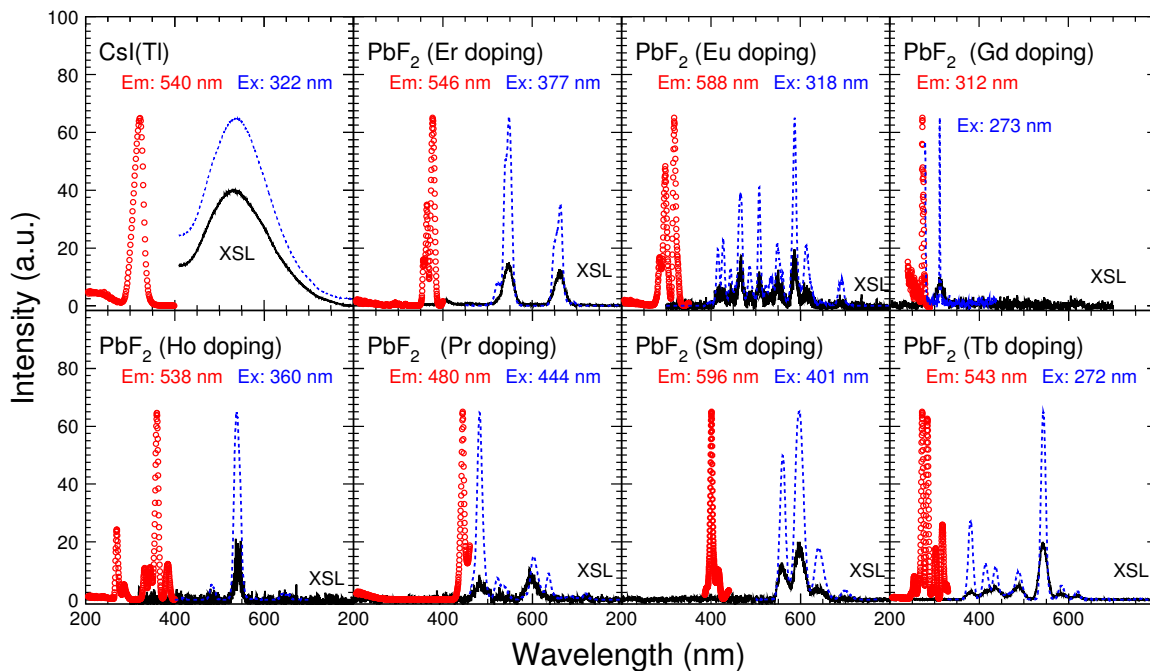 CsI(Tl)
Em: 540 nm Ex: 322 nm
XSL
PbF2 (Er doping)
Em: 546 nm Ex: 377 nm
XSL
PbF2 (Eu doping)
Em: 588 nm Ex: 318 nm
XSL
PbF2 (Gd doping)
Em: 312 nm
Ex: 273 nm
XSL
100
80
60
40
20
0
Intensity (a.u.)
PbF2 (Ho doping)
Em: 538 nm Ex: 360 nm
XSL
PbF2 (Pr doping)
Em: 480 nm Ex: 444 nm
XSL
PbF2 (Sm doping)
Em: 596 nm Ex: 401 nm
XSL
PbF2 (Tb doping)
Em: 543 nm Ex: 272 nm
XSL
80
60
40
20
0
200 400 600 200 400 600 200 400 600 200 400 600
Wavelength (nm)